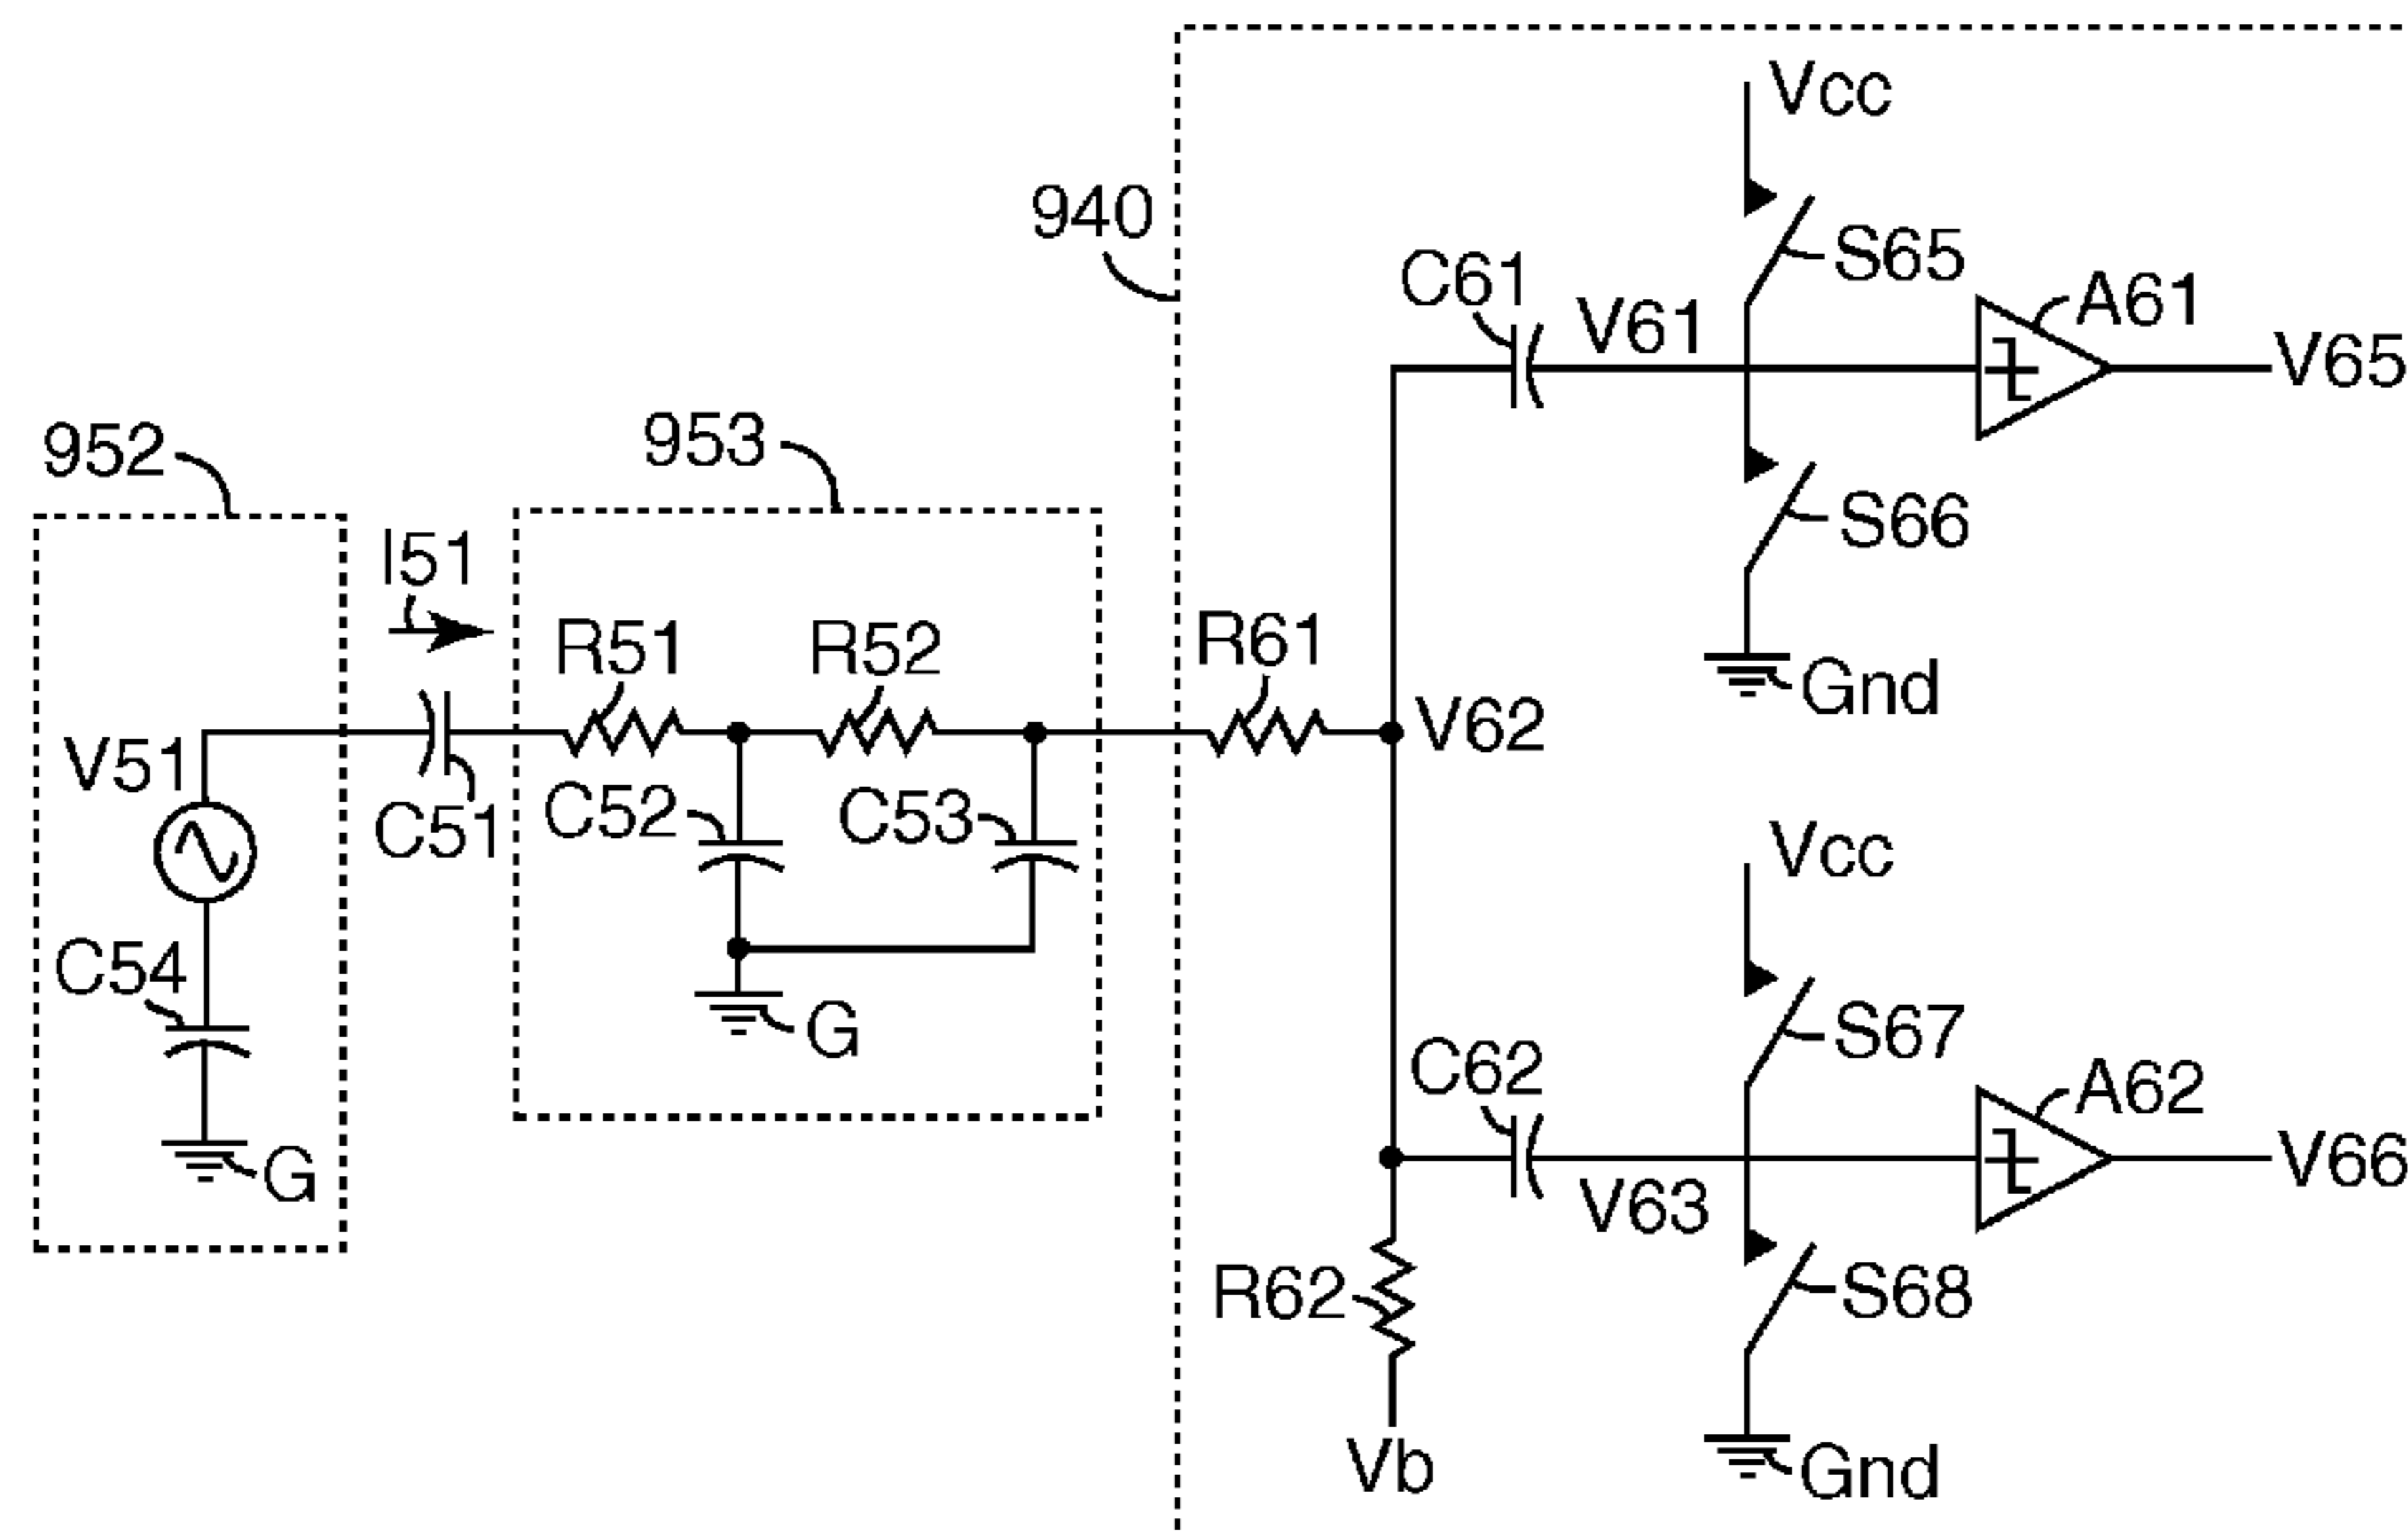 Vcc
940
S65
C61
V61
A61
V65
952
953
S66
I51
R51
R52
R61
Gnd
V62
V51
C51
C52
C53
Vcc
C54
G
S67
C62
A62
G
V63
V66
R62
S68
Vb
Gnd